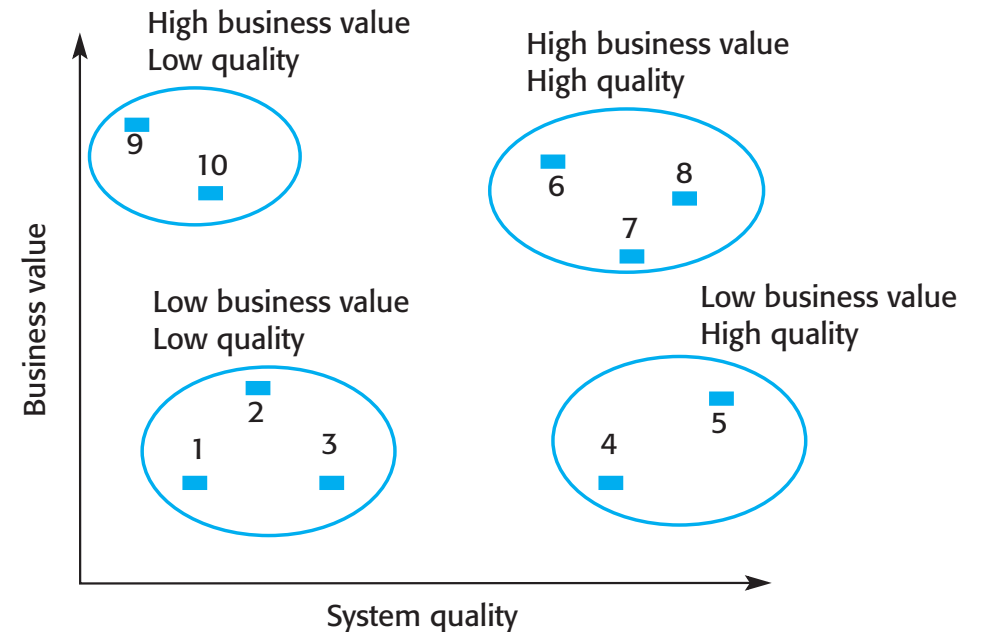 High business value
Low quality
High business value
High quality
9
10
6
8
7
Business value
Low business value
Low quality
Low business value
High quality
2
1
3
5
4
System quality